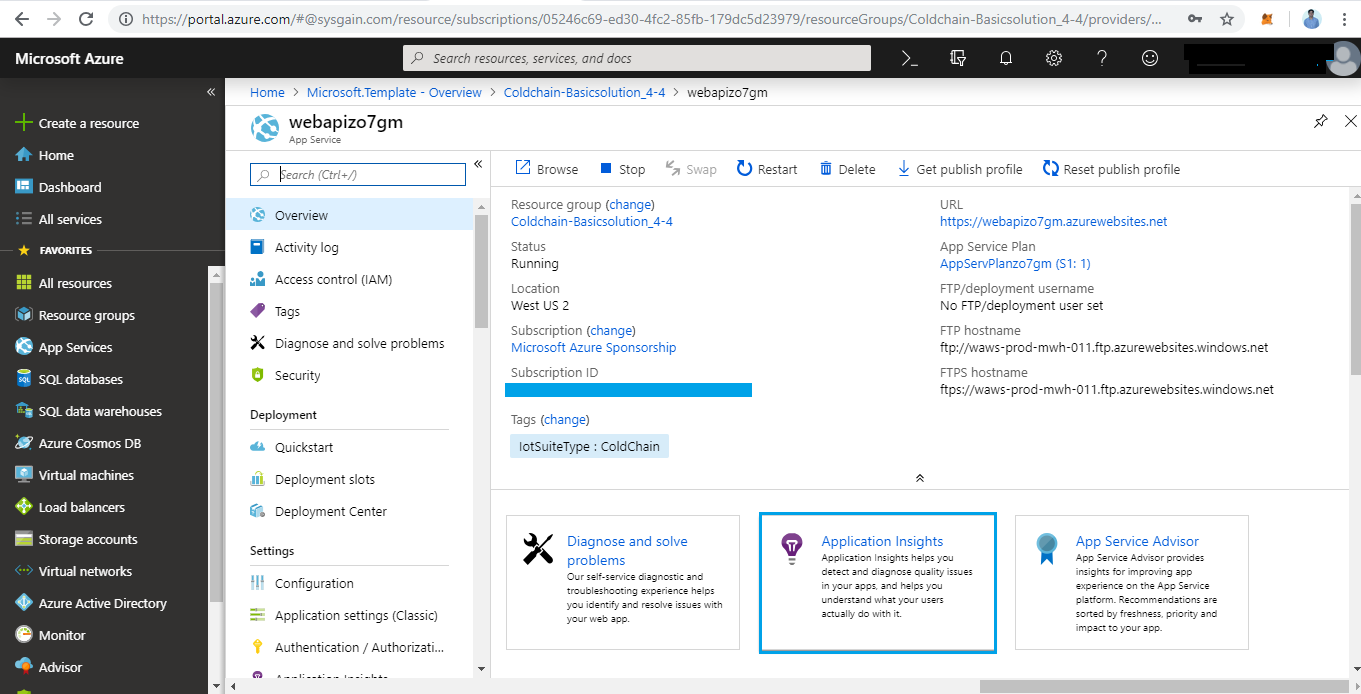 https://portal.azure.com/#@sysgain.com/resource/subscriptions/05246c69-ed30-4fc2-85fb-179dc5d23979/resourceGroups/Coldchain-Basicsolution_4-4/providers/...
Microsoft Azure
Search resources, services, and docs
Create a resource
Home
Dashboard
All services
FAVORITES
All resources
Resource groups
App Services
SQL databases
SQL data warehouses
Azure Cosmos DB
Virtual machines
Load balancers
Storage accounts
Virtual networks
Azure Active Directory
Monitor
Advisor
Home > Microsoft.Template - Overview > Coldchain-Basicsolution_4-4 > webapizo7gm
webapizo7gm
App Service
Search (Ctrl+/)
Overview
Activity log
Access control (IAM)
Tags
Diagnose and solve problems
Security
Deployment
Quickstart
Deployment slots
Deployment Center
Settings
Configuration
Application settings (Classic)
Authentication / Authorizati...
Application Insights
Browse Stop Swap Restart Delete Get publish profile Reset publish profile
Resource group (change)
Coldchain-Basicsolution_4-4
Status
Running
Location
West US 2
Subscription (change)
Microsoft Azure Sponsorship
Subscription ID
Tags (change)
IotSuiteType : ColdChain
URL
https://webapizo7gm.azurewebsites.net
App Service Plan
AppServPlanzo7gm (S1: 1)
FTP/deployment username
No FTP/deployment user set
FTP hostname
ftp://waws-prod-mwh-011.ftp.azurewebsites.windows.net
FTPS hostname
ftps://waws-prod-mwh-011.ftp.azurewebsites.windows.net
Diagnose and solve
problems
Our self-service diagnostic and
troubleshooting experience helps
you identify and resolve issues with
your web app.
Application Insights
Application Insights helps you
detect and diagnose quality issues
in your apps, and helps you
understand what your users
actually do with it.
App Service Advisor
App Service Advisor provides
insights for improving app
experience on the App Service
platform. Recommendations are
sorted by freshness, priority and
impact to your app.